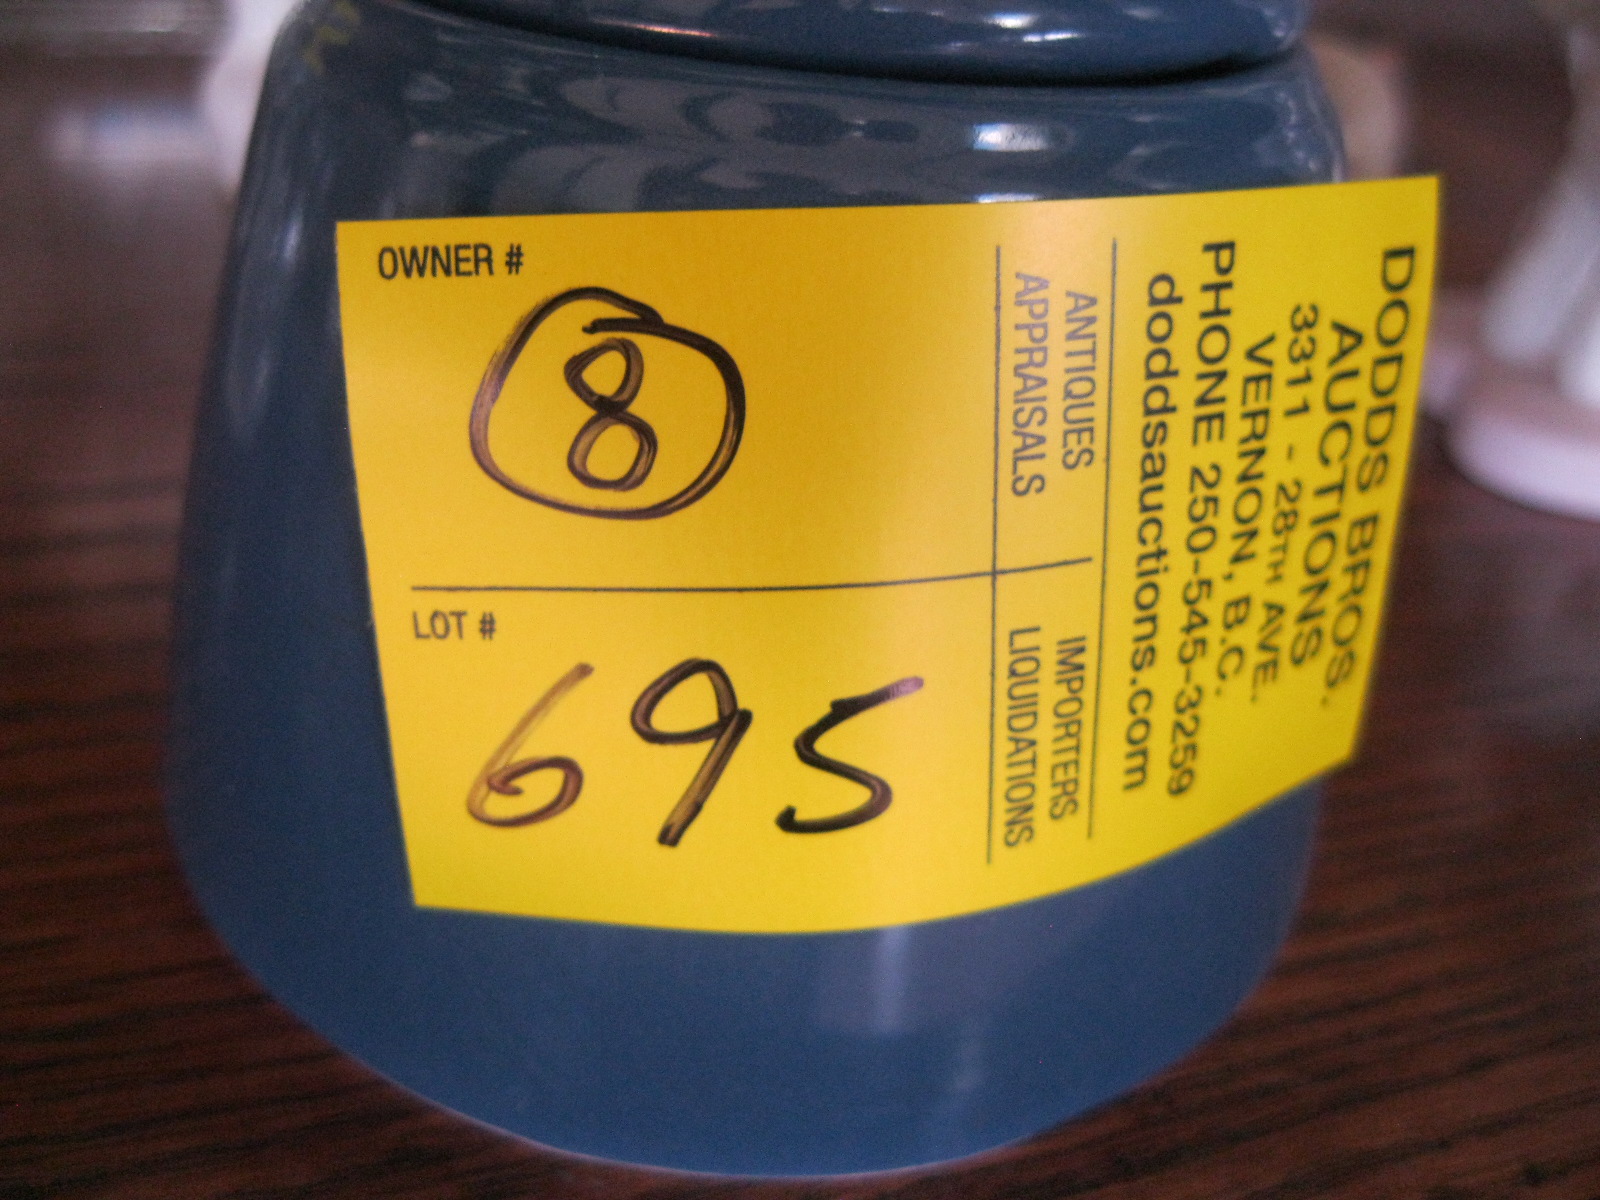 OWNER #
8
LOT #
695
ANTIQUES
APPRAISALS
IMPORTERS
LIQUIDATIONS
DODDS BROS.
AUCTIONS
3311 - 28TH AVE.
VERNON, B.C.
PHONE 250-545-3259
doddsauctions.com